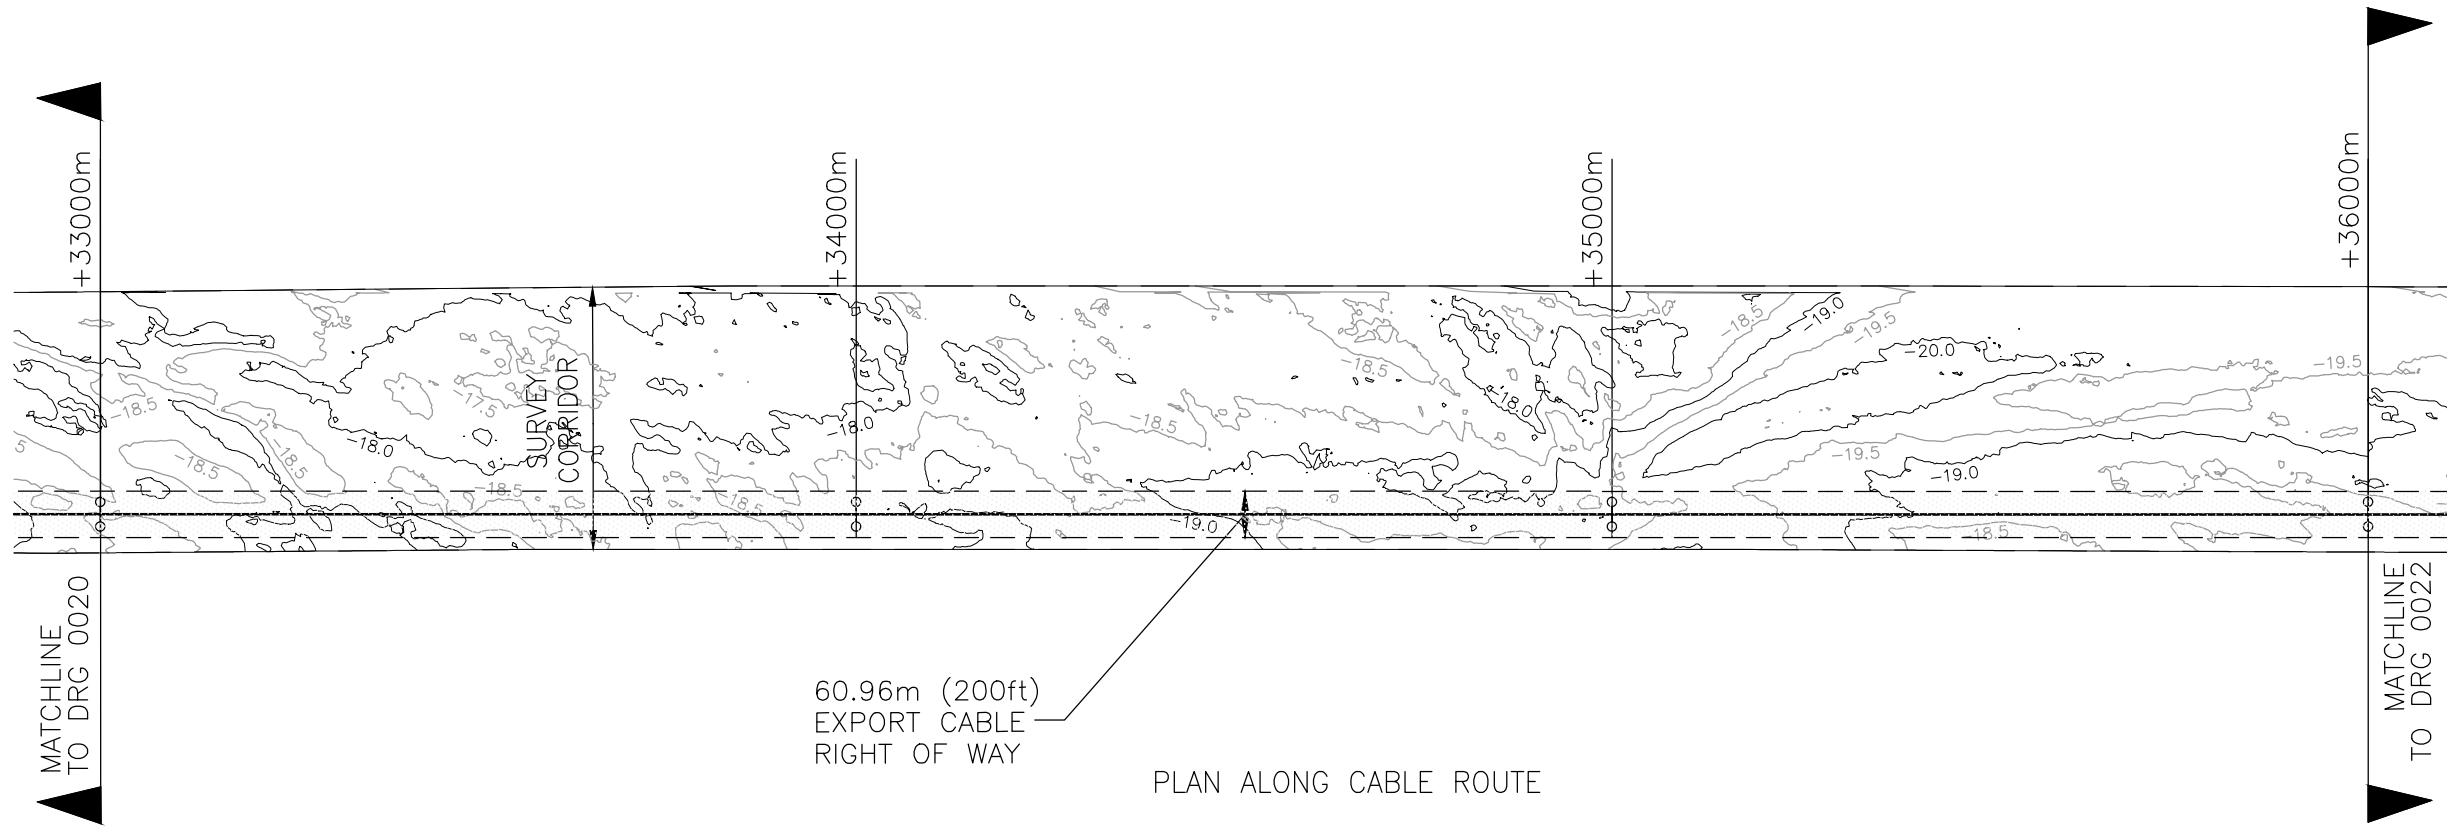 +33000m
+34000m
+35000m
+36000m
-18.5
-19.0
-19.5
-20.0
-18.5
-19.5
-17.5
-18.5
-18.0
-18.5
-18.0
-18.0
-18.5
-18.5
5
-18.5
-19.5
-19.0
-18.5
-18.5
-19.0
-18.5
SURVEY
CORRIDOR
MATCHLINE
TO DRG 0020
MATCHLINE
TO DRG 0022
60.96m (200ft)
EXPORT CABLE
RIGHT OF WAY
PLAN ALONG CABLE ROUTE